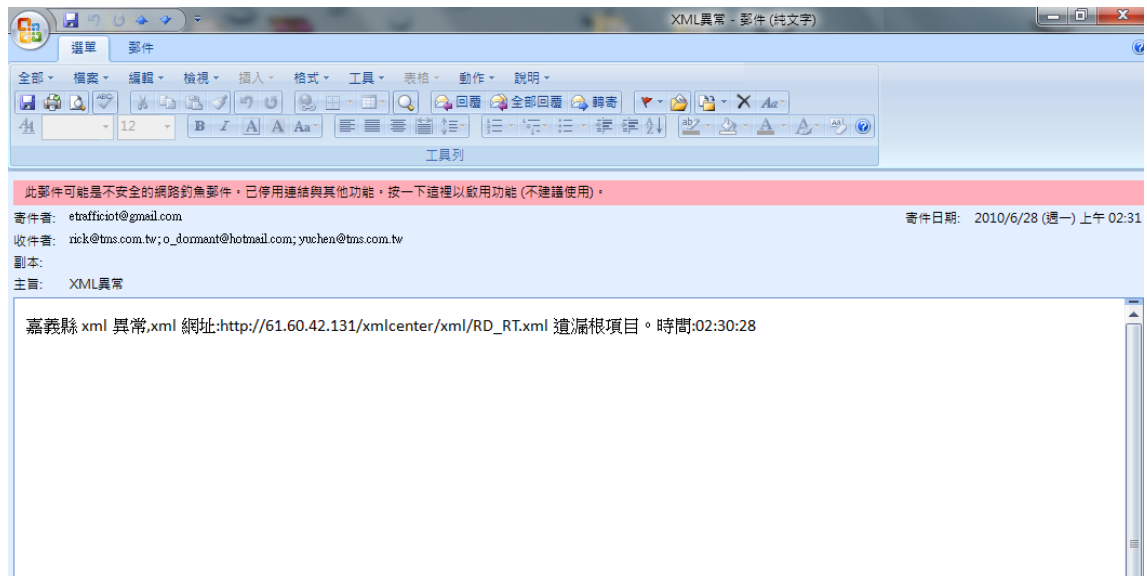 XML異常 - 郵件 (純文字)
選單 郵件
全部 檔案 編輯 檢視 插入 格式 工具 表格 動作 說明
ABC 回覆 全部回覆 轉寄 Aa
12 B I A A Aa ab A A
工具列
此郵件可能是不安全的網路釣魚郵件。已停用連結與其他功能。按一下這裡以啟用功能 (不建議使用)。
寄件者: etrafficiot@gmail.com 寄件日期: 2010/6/28 (週一) 上午 02:31
收件者: rick@tms.com.tw; o_dormant@hotmail.com; yuchen@tms.com.tw
副本:
主旨: XML異常
嘉義縣 xml 異常,xml 網址:http://61.60.42.131/xmlcenter/xml/RD_RT.xml 遺漏根項目。時間:02:30:28